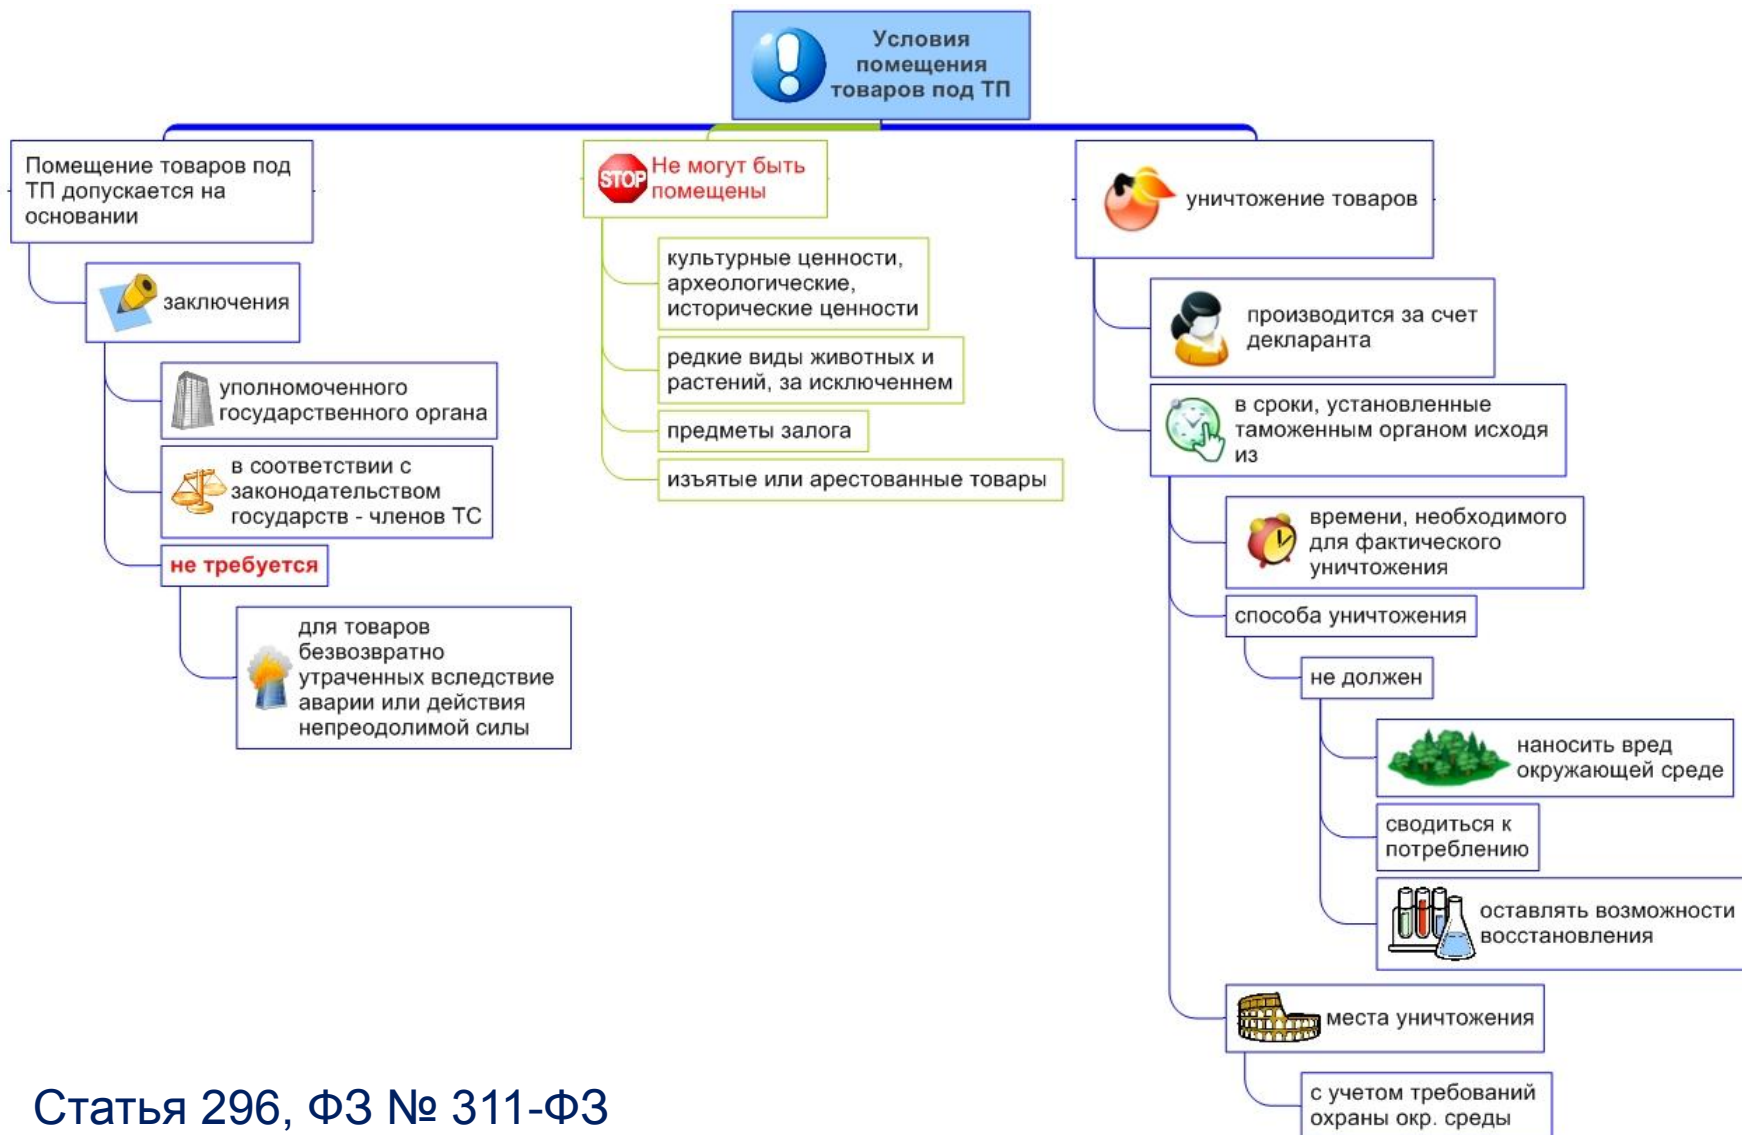 Условия
помещения
товаров под ТП
Помещение товаров под
ТП допускается на
основании
заключения
уполномоченного
государственного органа
в соответствии с
законодательством
государств - членов ТС
не требуется
для товаров
безвозвратно
утраченных вследствие
аварии или действия
непреодолимой силы
STOP
Не могут быть
помещены
культурные ценности,
археологические,
исторические ценности
редкие виды животных и
растений, за исключеннем
предметы залога
изъятые или арестованные товары
уничтожение товаров
производится за счет
декларанта
в сроки, установленные
таможенным органом исходя
из
времени, необходимого
для фактического
уничтожения
способа уничтожения
не должен
наносить вред
окружающей среде
сводиться к
потреблению
оставлять возможности
восстановления
места уничтожения
с учетом требований
охраны окр. среды
Статья 296, ФЗ № 311-ФЗ